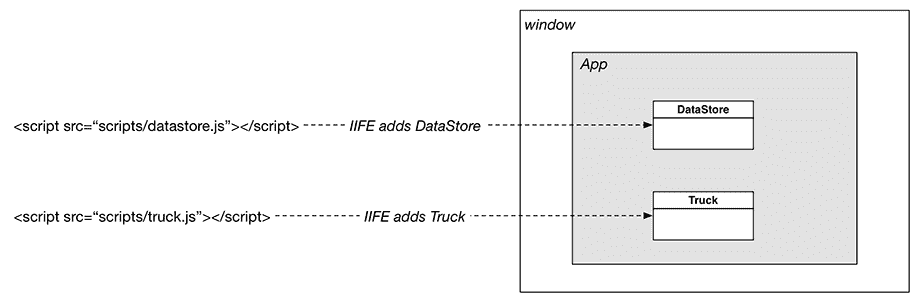 window
App
DataStore
<script src=“scripts/datastore.js”></script> IIFE adds DataStore
Truck
<script src=“scripts/truck.js”></script> IIFE adds Truck